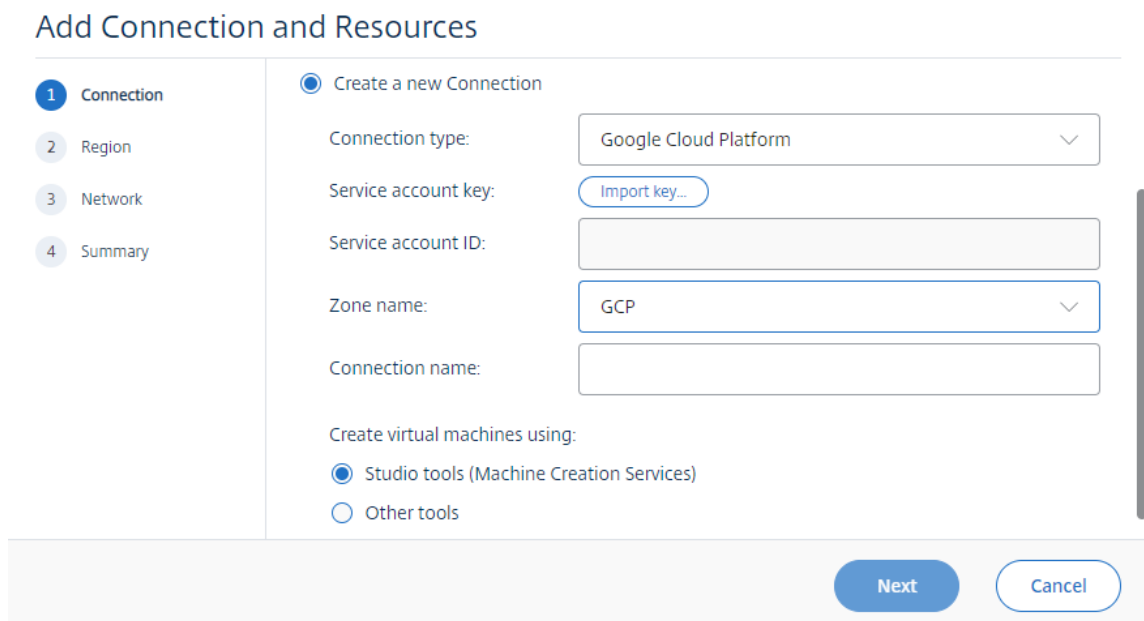 Add Connection and Resources
1 Connection
2 Region
3 Network
4 Summary
Create a new Connection
Connection type: Google Cloud Platform
Service account key: Import key...
Service account ID:
Zone name: GCP
Connection name:
Create virtual machines using:
Studio tools (Machine Creation Services)
Other tools
Next Cancel